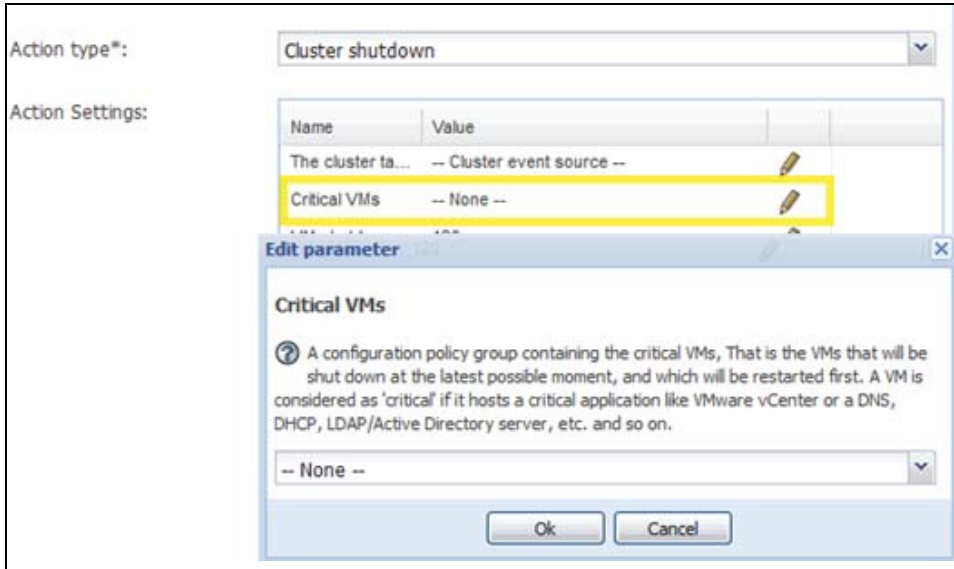 Action type*:
Cluster shutdown
Action Settings:
Name Value
The cluster ta... -- Cluster event source --
Critical VMs -- None --
Edit parameter
Critical VMs
A configuration policy group containing the critical VMs, That is the VMs that will be
shut down at the latest possible moment, and which will be restarted first. A VM is
considered as 'critical' if it hosts a critical application like VMware vCenter or a DNS,
DHCP, LDAP/Active Directory server, etc. and so on.
-- None --
Ok Cancel